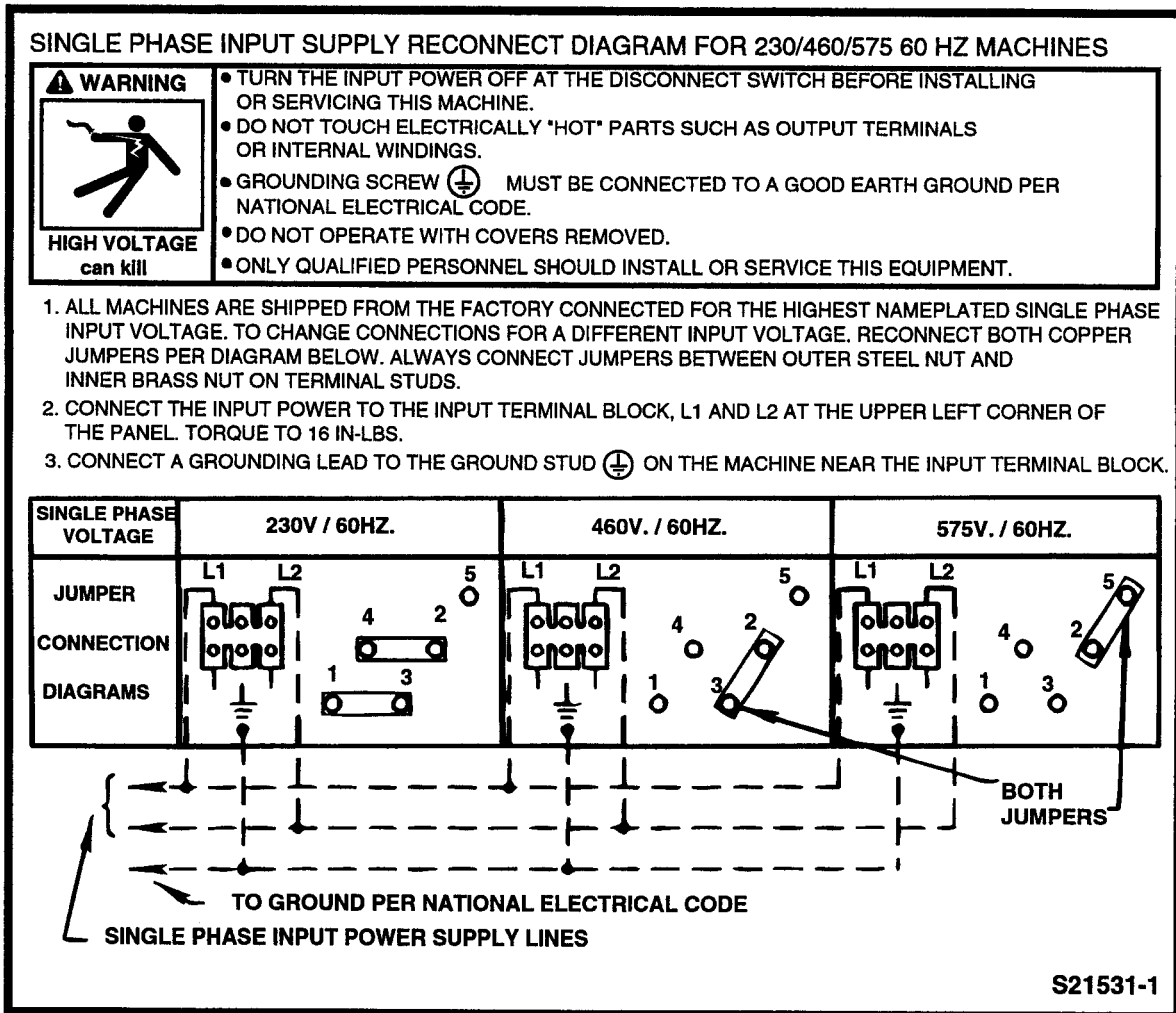 SINGLE PHASE INPUT SUPPLY RECONNECT DIAGRAM FOR 230/460/575 60 HZ MACHINES
WARNING
HIGH VOLTAGE
can kill
• TURN THE INPUT POWER OFF AT THE DISCONNECT SWITCH BEFORE INSTALLING
OR SERVICING THIS MACHINE.
• DO NOT TOUCH ELECTRICALLY "HOT" PARTS SUCH AS OUTPUT TERMINALS
OR INTERNAL WINDINGS.
• GROUNDING SCREW MUST BE CONNECTED TO A GOOD EARTH GROUND PER
NATIONAL ELECTRICAL CODE.
• DO NOT OPERATE WITH COVERS REMOVED.
• ONLY QUALIFIED PERSONNEL SHOULD INSTALL OR SERVICE THIS EQUIPMENT.
1. ALL MACHINES ARE SHIPPED FROM THE FACTORY CONNECTED FOR THE HIGHEST NAMEPLATED SINGLE PHASE
INPUT VOLTAGE. TO CHANGE CONNECTIONS FOR A DIFFERENT INPUT VOLTAGE. RECONNECT BOTH COPPER
JUMPERS PER DIAGRAM BELOW. ALWAYS CONNECT JUMPERS BETWEEN OUTER STEEL NUT AND
INNER BRASS NUT ON TERMINAL STUDS.
2. CONNECT THE INPUT POWER TO THE INPUT TERMINAL BLOCK, L1 AND L2 AT THE UPPER LEFT CORNER OF
THE PANEL. TORQUE TO 16 IN-LBS.
3. CONNECT A GROUNDING LEAD TO THE GROUND STUD ON THE MACHINE NEAR THE INPUT TERMINAL BLOCK.
SINGLE PHASE
VOLTAGE
230V / 60HZ.
460V. / 60HZ.
575V. / 60HZ.
JUMPER
CONNECTION
DIAGRAMS
L1 L2
5
4 2
1 3
L1 L2
5
4 2
1 3
L1 L2
5
4 2
1 3
BOTH
JUMPERS
TO GROUND PER NATIONAL ELECTRICAL CODE
SINGLE PHASE INPUT POWER SUPPLY LINES
S21531-1